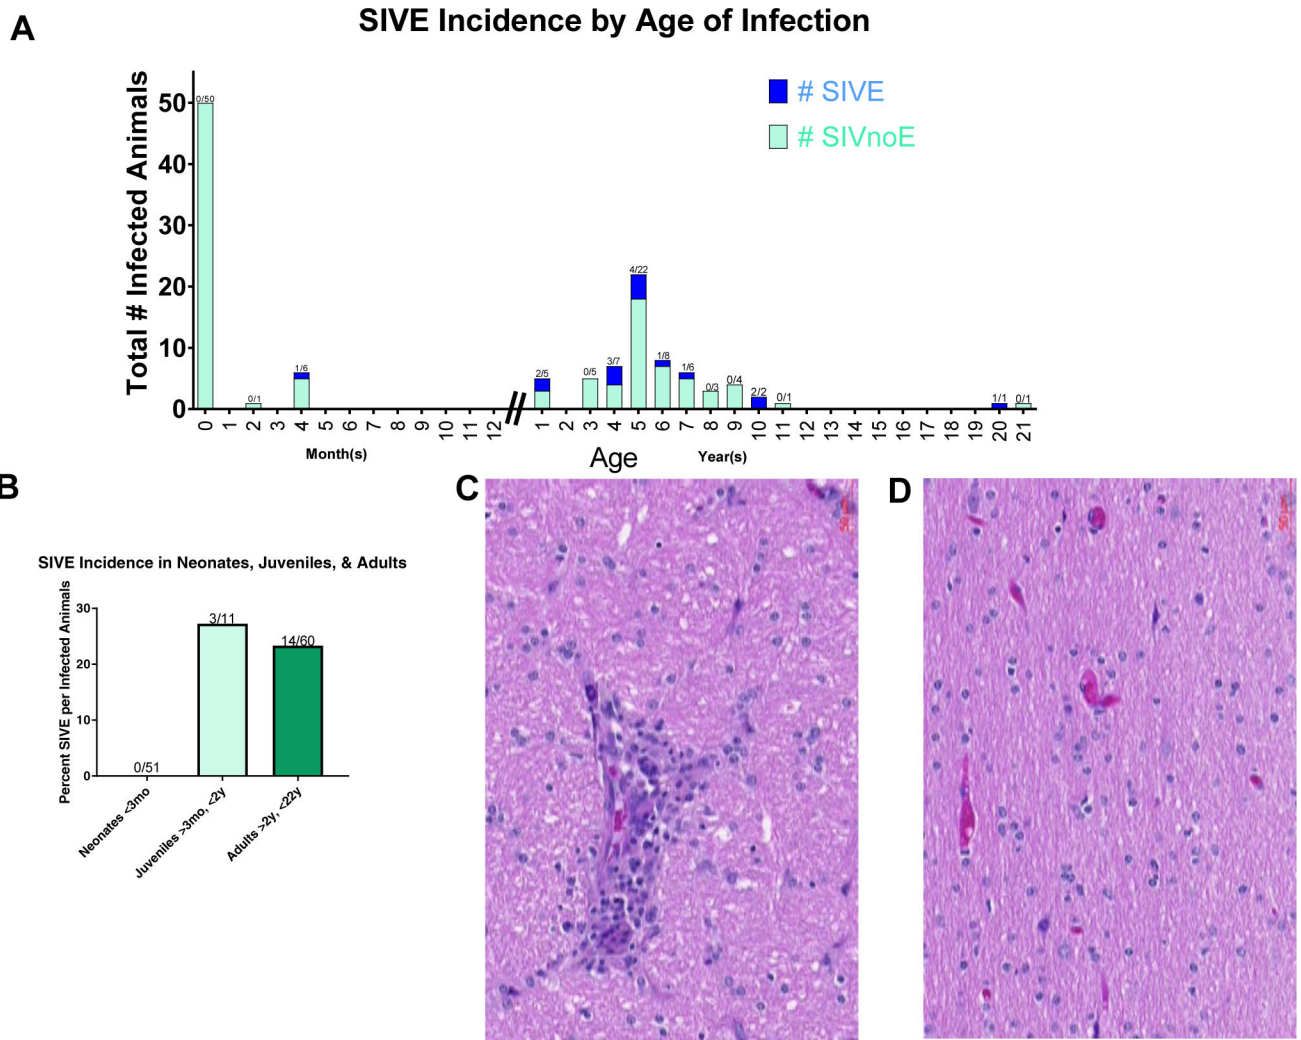 A
SIVE Incidence by Age of Infection
Total # Infected Animals
# SIVE
# SIVnoE
50
40
30
20
10
0
0/50
0/1
1/6
2/5
0/5
3/7
4/22
1/8
1/6
0/3
0/4
2/2
0/1
1/1
0/1
0 1 2 3 4 5 6 7 8 9 10 11 12
1 2 3 4 5 6 7 8 9 10 11 12 13 14 15 16 17 18 19 20 21
Month(s)
Age
Year(s)
B
SIVE Incidence in Neonates, Juveniles, & Adults
Percent SIVE per Infected Animals
30
20
10
0
0/51
3/11
14/60
Neonates <3mo
Juveniles >3mo, <2y
Adults >2y, <22y
C
50 µm
D
50 µm